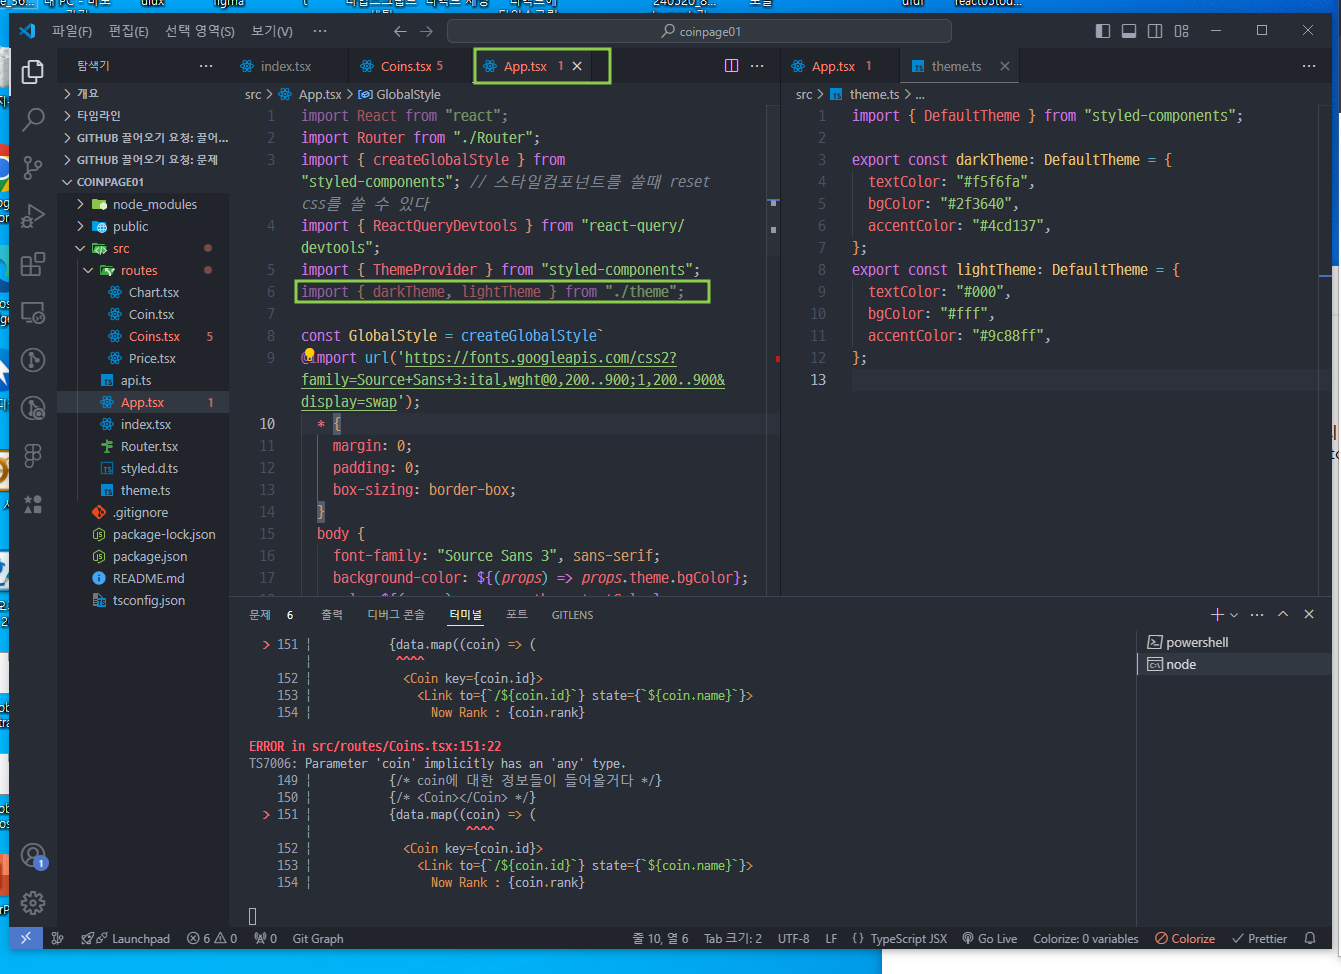 내 PC - 바로
figma
파일(F) 편집(E) 선택 영역(S) 보기(V) ··· coinpage01
탐색기 ···
index.tsx Coins.tsx 5 App.tsx 1 ···
App.tsx 1 theme.ts ···
개요
타임라인
GITHUB 끌어오기 요청: 끌어...
GITHUB 끌어오기 요청: 문제
COINPAGE01
node_modules
public
src
routes
Chart.tsx
Coin.tsx
Coins.tsx 5
Price.tsx
api.ts
App.tsx 1
index.tsx
Router.tsx
styled.d.ts
theme.ts
.gitignore
package-lock.json
package.json
README.md
tsconfig.json
src > App.tsx > GlobalStyle
1 import React from "react";
2 import Router from "./Router";
3 import { createGlobalStyle } from
"styled-components"; // 스타일컴포넌트를 쓸때 reset
css를 쓸 수 있다
4 import { ReactQueryDevtools } from "react-query/
devtools";
5 import { ThemeProvider } from "styled-components";
6 import { darkTheme, lightTheme } from "./theme";
7
8 const GlobalStyle = createGlobalStyle`
9 @import url('https://fonts.googleapis.com/css2?
family=Source+Sans+3:ital,wght@0,200..900;1,200..900&
display=swap');
10 * {
11 margin: 0;
12 padding: 0;
13 box-sizing: border-box;
14 }
15 body {
16 font-family: "Source Sans 3", sans-serif;
17 background-color: ${(props) => props.theme.bgColor};
src > theme.ts > ...
1 import { DefaultTheme } from "styled-components";
2
3 export const darkTheme: DefaultTheme = {
4 textColor: "#f5f6fa",
5 bgColor: "#2f3640",
6 accentColor: "#4cd137",
7 };
8 export const lightTheme: DefaultTheme = {
9 textColor: "#000",
10 bgColor: "#fff",
11 accentColor: "#9c88ff",
12 };
13
문제 6 출력 디버그 콘솔 터미널 포트 GITLENS
> 151 | {data.map((coin) => (
| ^^^^
152 | <Coin key={coin.id}>
153 | <Link to={`/${coin.id}`} state={`${coin.name}`}>
154 | Now Rank : {coin.rank}
ERROR in src/routes/Coins.tsx:151:22
TS7006: Parameter 'coin' implicitly has an 'any' type.
149 | {/* coin에 대한 정보들이 들어올거다 */}
150 | {/* <Coin></Coin> */}
> 151 | {data.map((coin) => (
| ^^^^
152 | <Coin key={coin.id}>
153 | <Link to={`/${coin.id}`} state={`${coin.name}`}>
154 | Now Rank : {coin.rank}
powershell
node
1
Launchpad 6 0 0 Git Graph 줄 10, 열 6 Tab 크기: 2 UTF-8 LF {} TypeScript JSX Go Live Colorize: 0 variables Colorize Prettier